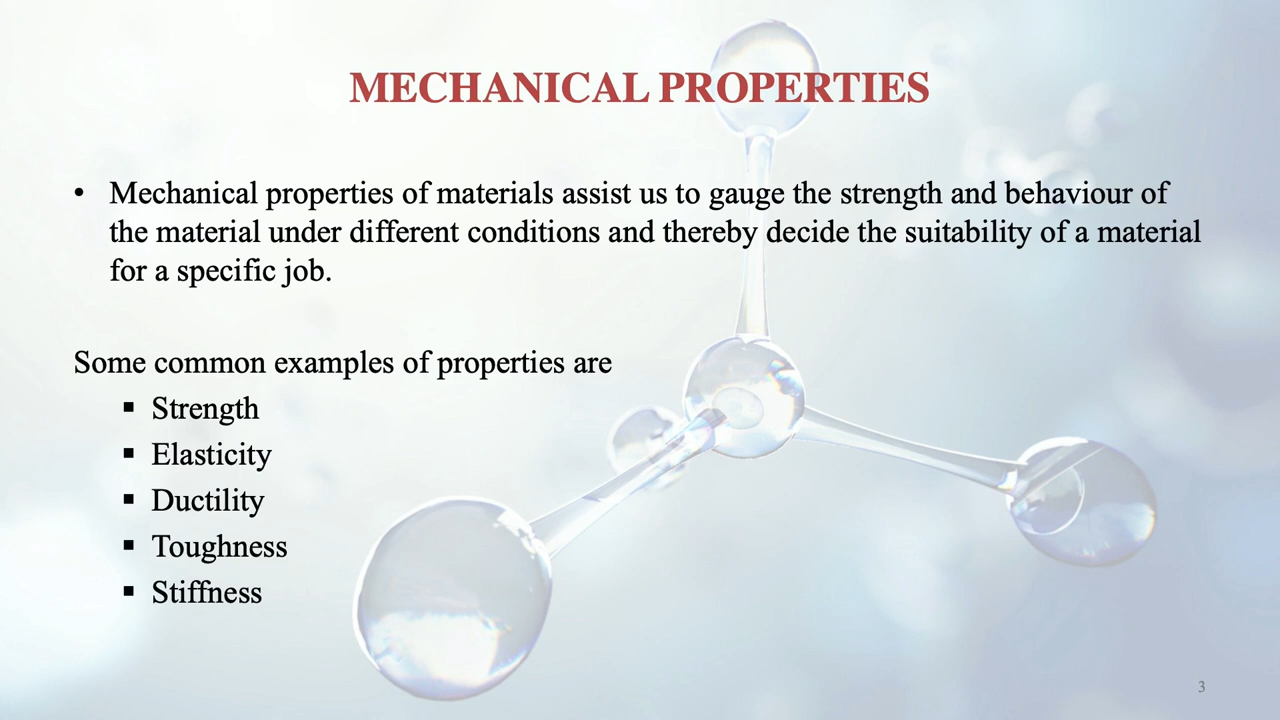 MECHANICAL PROPERTIES
• Mechanical properties of materials assist us to gauge the strength and behaviour of
the material under different conditions and thereby decide the suitability of a material
for a specific job.
Some common examples of properties are
▪ Strength
▪ Elasticity
▪ Ductility
▪ Toughness
▪ Stiffness
3